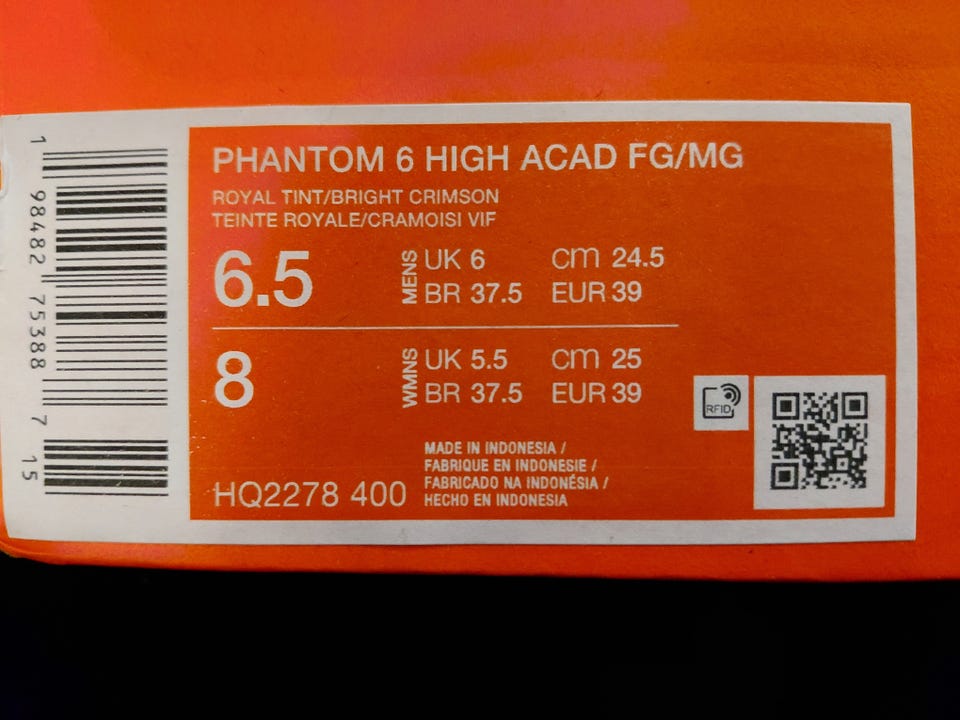 1 98482 75388 7 15
PHANTOM 6 HIGH ACAD FG/MG
ROYAL TINT/BRIGHT CRIMSON
TEINTE ROYALE/CRAMOISI VIF
6.5 MENS UK 6 cm 24.5
BR 37.5 EUR 39
8 WMNS UK 5.5 cm 25
BR 37.5 EUR 39
RFID
MADE IN INDONESIA /
FABRIQUE EN INDONESIE /
FABRICADO NA INDONÉSIA /
HECHO EN INDONESIA
HQ2278 400